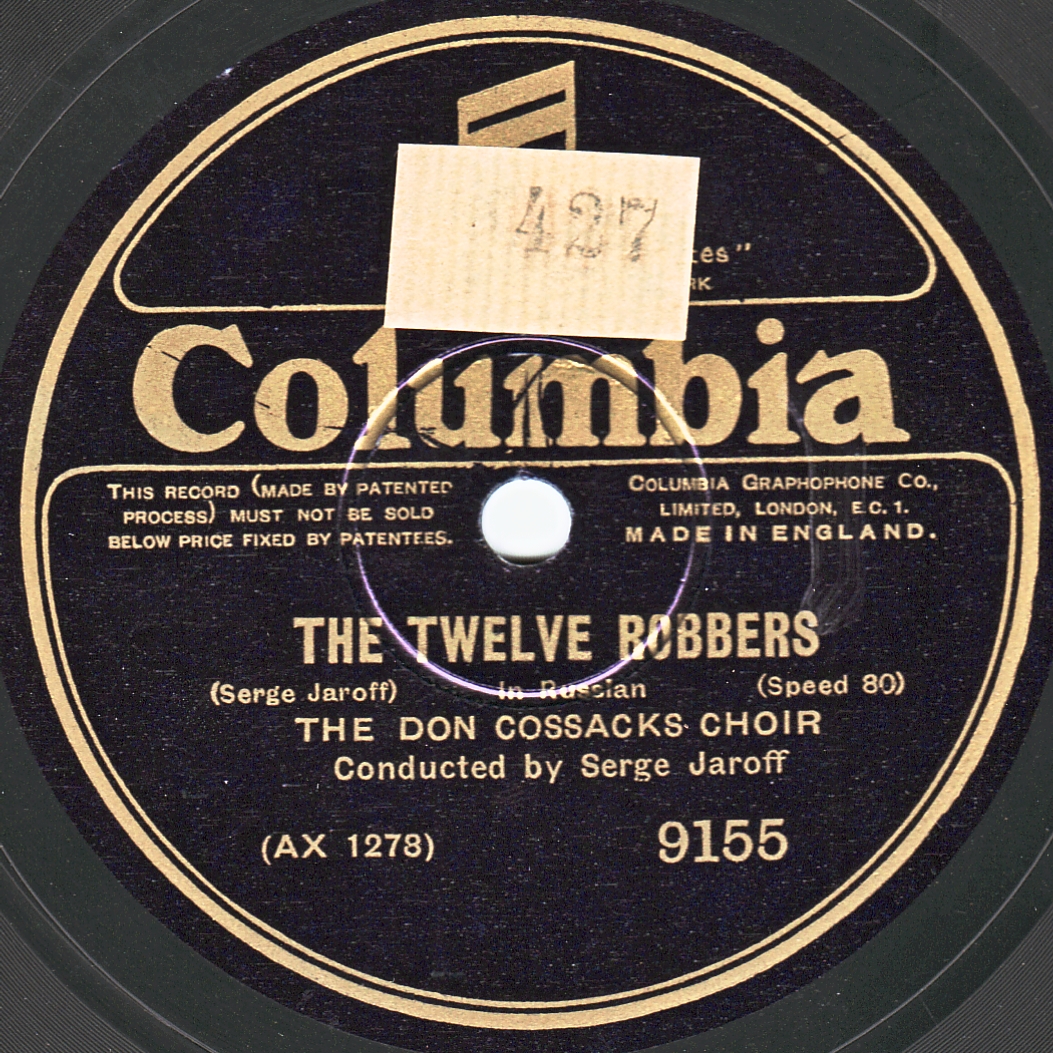 427
Columbia
THIS RECORD (MADE BY PATENTED
PROCESS) MUST NOT BE SOLD
BELOW PRICE FIXED BY PATENTEES.
COLUMBIA GRAPHOPHONE CO.,
LIMITED, LONDON, E.C.1.
MADE IN ENGLAND.
THE TWELVE ROBBERS
(Serge Jaroff) In Russian (Speed 80)
THE DON COSSACKS CHOIR
Conducted by Serge Jaroff
(AX 1278) 9155